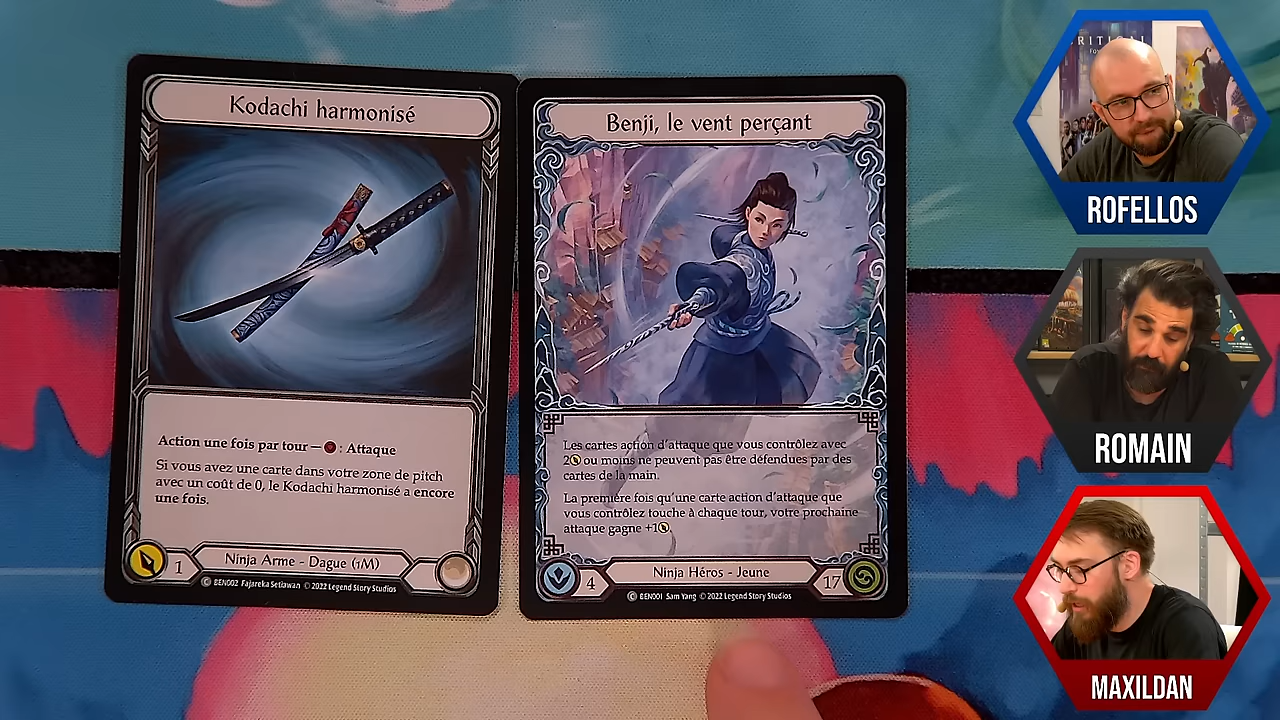 Kodachi harmonisé
Action une fois par tour — : Attaque
Si vous avez une carte dans votre zone de pitch
avec un coût de 0, le Kodachi harmonisé a encore
une fois.
1
Ninja Arme - Dague (1M)
© BEN002 Fajareka Setiawan © 2022 Legend Story Studios
Benji, le vent perçant
Les cartes action d'attaque que vous contrôlez avec
2 ou moins ne peuvent pas être défendues par des
cartes de la main.
La première fois qu'une carte action d'attaque que
vous contrôlez touche à chaque tour, votre prochaine
attaque gagne +1.
4
Ninja Héros - Jeune
17
© BEN001 Sam Yang © 2022 Legend Story Studios
RITICAL
ROFELLOS
ROMAIN
MAXILDAN